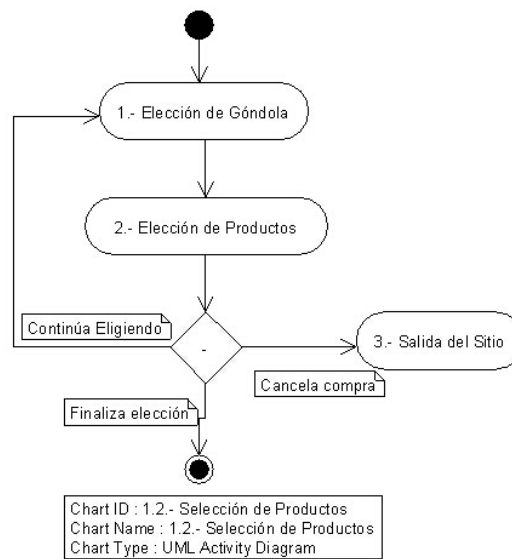 1.- Elección de Góndola
2.- Elección de Productos
Continúa Eligiendo
-
3.- Salida del Sitio
Cancela compra
Finaliza elección
Chart ID : 1.2.- Selección de Productos
Chart Name : 1.2.- Selección de Productos
Chart Type : UML Activity Diagram